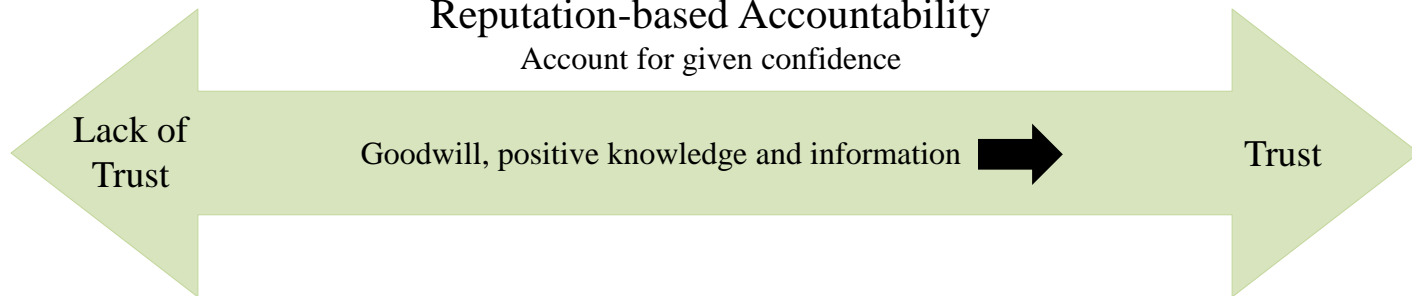 Reputation-based Accountability
Account for given confidence
Lack of
Trust
Goodwill, positive knowledge and information
Trust